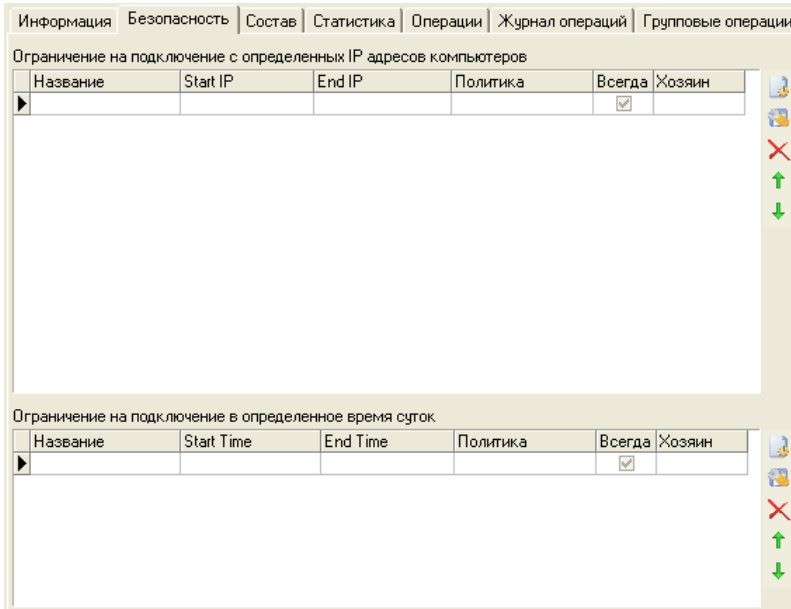 Информация Безопасность Состав Статистика Операции Журнал операций Групповые операции
Ограничение на подключение с определенных IP адресов компьютеров
Название Start IP End IP Политика Всегда Хозяин
Ограничение на подключение в определенное время суток
Название Start Time End Time Политика Всегда Хозяин